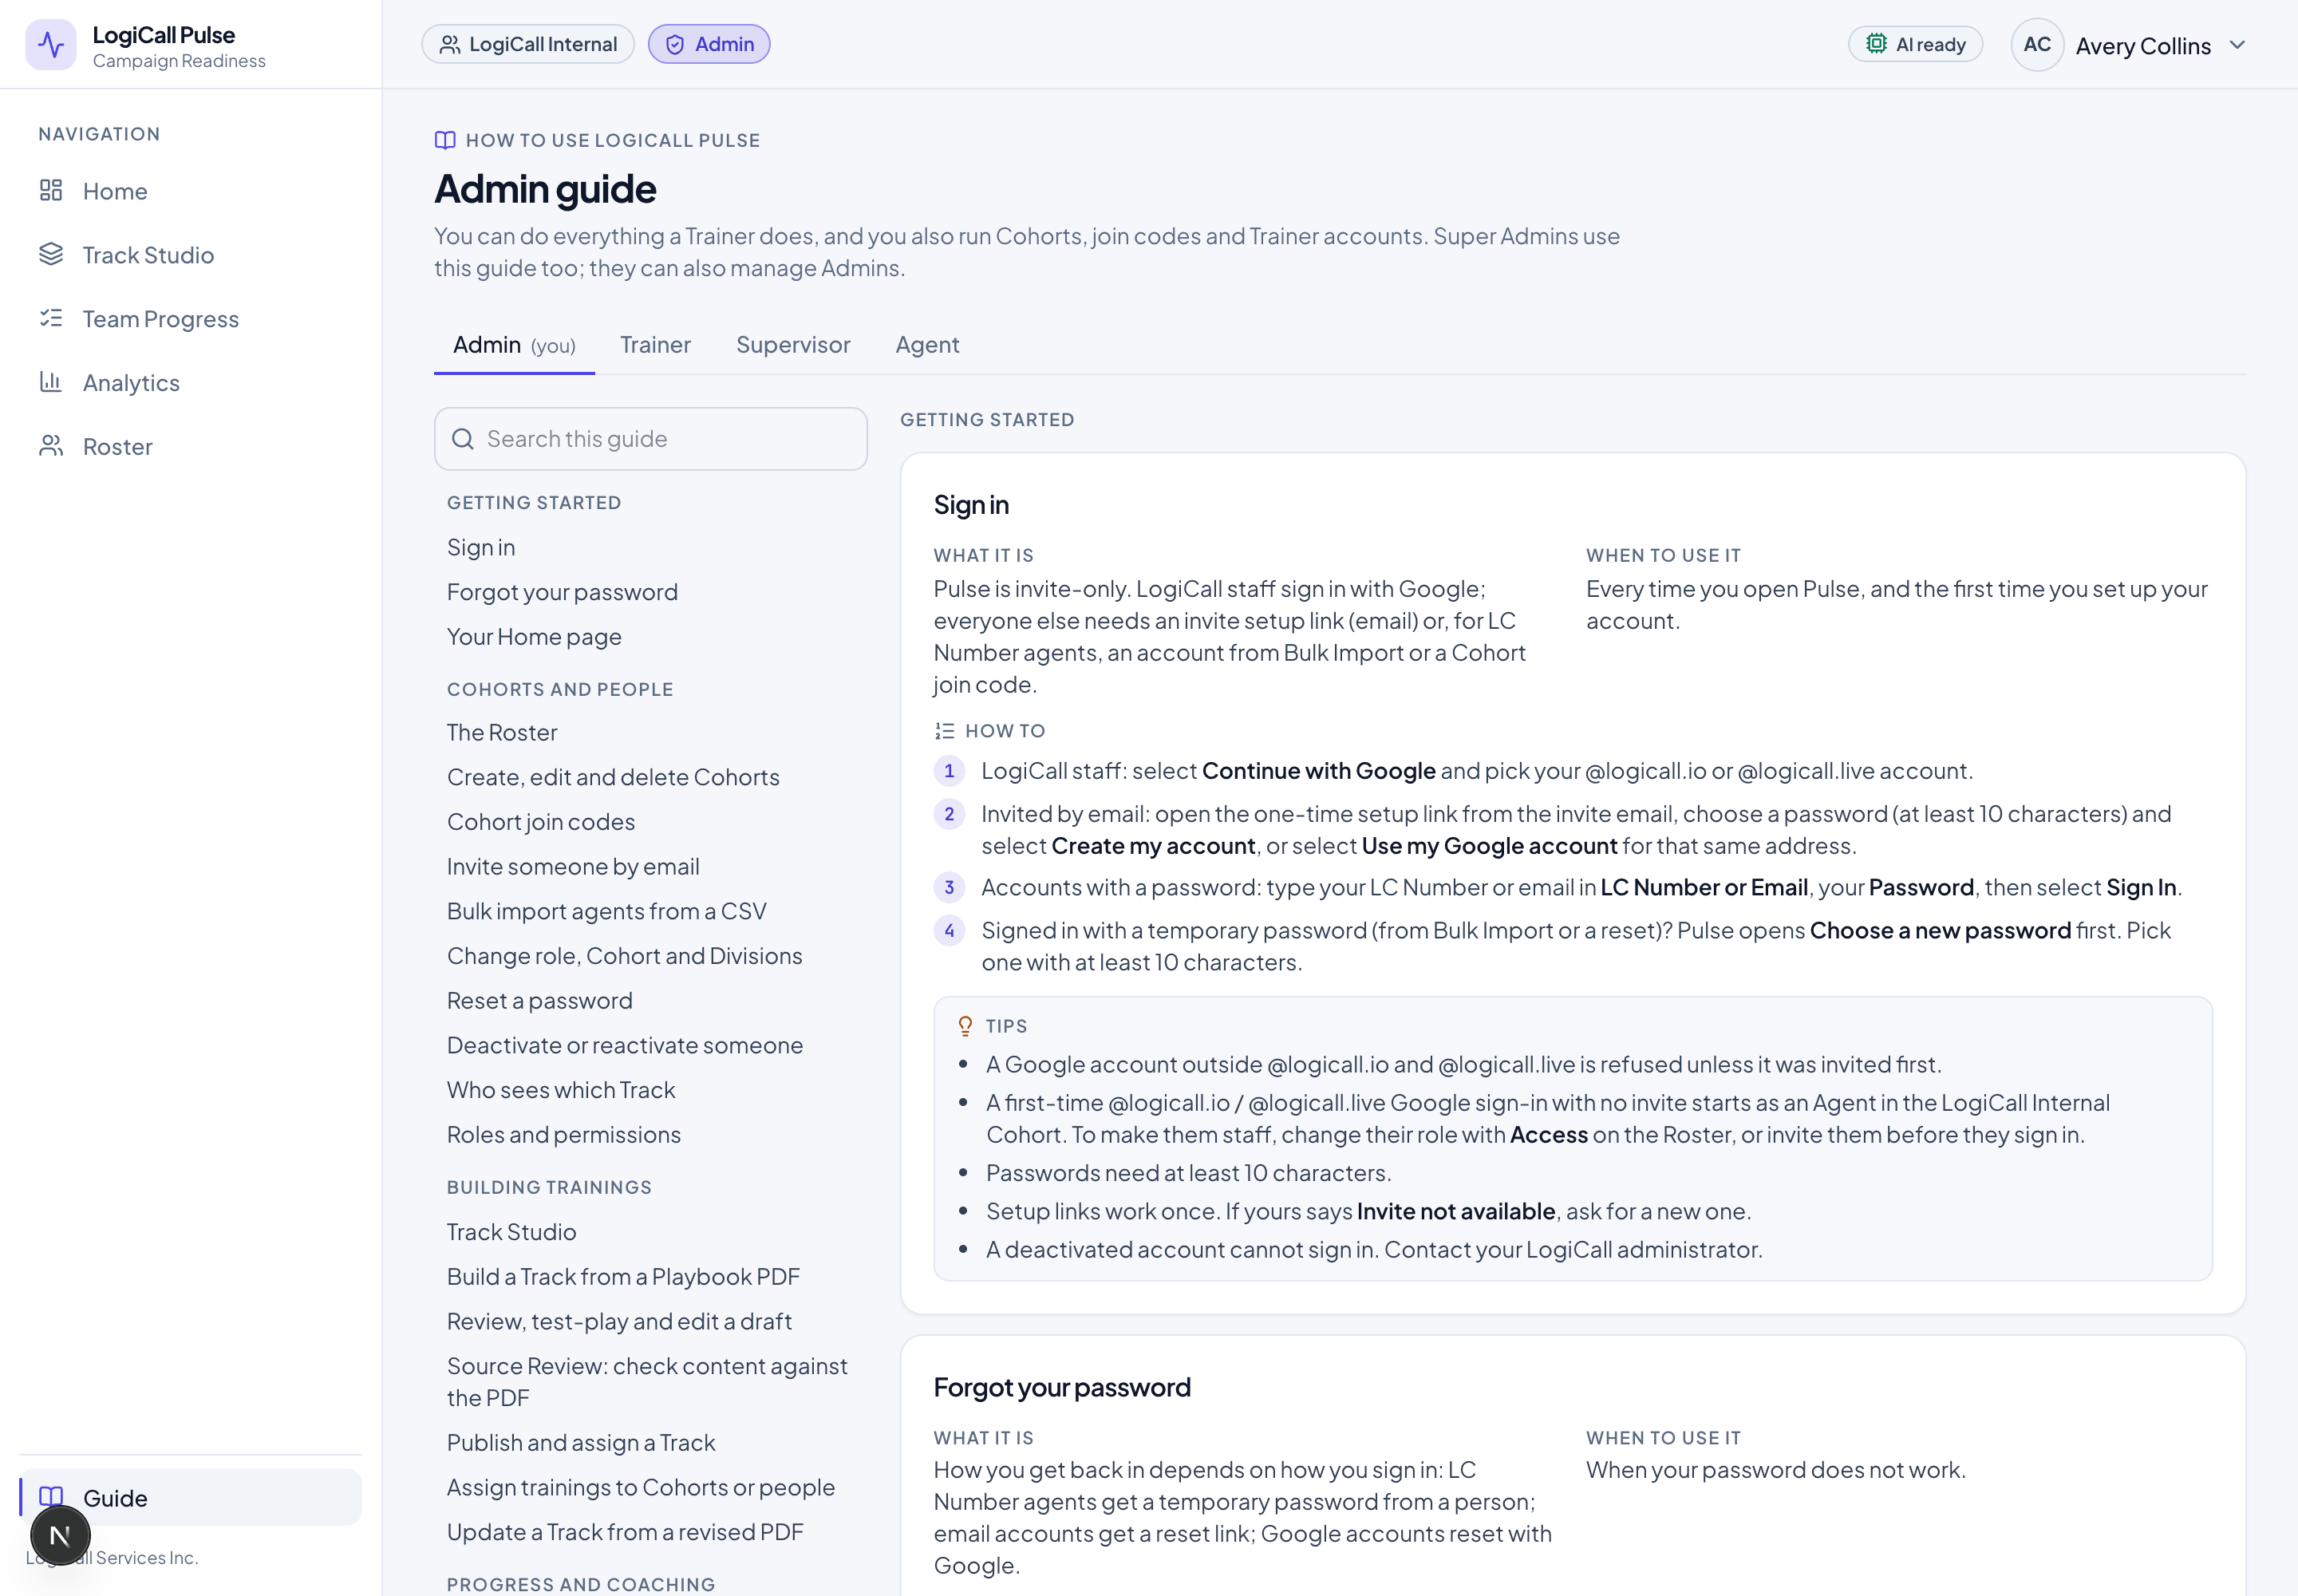 LogiCall Pulse
Campaign Readiness
LogiCall Internal
Admin
AI ready
AC
Avery Collins
NAVIGATION
Home
Track Studio
Team Progress
Analytics
Roster
Guide
N
Services Inc.
HOW TO USE LOGICALL PULSE
Admin guide
You can do everything a Trainer does, and you also run Cohorts, join codes and Trainer accounts. Super Admins use
this guide too; they can also manage Admins.
Admin (you)
Trainer
Supervisor
Agent
Search this guide
GETTING STARTED
Sign in
Forgot your password
Your Home page
COHORTS AND PEOPLE
The Roster
Create, edit and delete Cohorts
Cohort join codes
Invite someone by email
Bulk import agents from a CSV
Change role, Cohort and Divisions
Reset a password
Deactivate or reactivate someone
Who sees which Track
Roles and permissions
BUILDING TRAININGS
Track Studio
Build a Track from a Playbook PDF
Review, test-play and edit a draft
Source Review: check content against
the PDF
Publish and assign a Track
Assign trainings to Cohorts or people
Update a Track from a revised PDF
PROGRESS AND COACHING
GETTING STARTED
Sign in
WHAT IT IS
Pulse is invite-only. LogiCall staff sign in with Google;
everyone else needs an invite setup link (email) or, for LC
Number agents, an account from Bulk Import or a Cohort
join code.
WHEN TO USE IT
Every time you open Pulse, and the first time you set up your
account.
HOW TO
1 LogiCall staff: select Continue with Google and pick your @logicall.io or @logicall.live account.
2 Invited by email: open the one-time setup link from the invite email, choose a password (at least 10 characters) and
select Create my account, or select Use my Google account for that same address.
3 Accounts with a password: type your LC Number or email in LC Number or Email, your Password, then select Sign In.
4 Signed in with a temporary password (from Bulk Import or a reset)? Pulse opens Choose a new password first. Pick
one with at least 10 characters.
TIPS
• A Google account outside @logicall.io and @logicall.live is refused unless it was invited first.
• A first-time @logicall.io / @logicall.live Google sign-in with no invite starts as an Agent in the LogiCall Internal
Cohort. To make them staff, change their role with Access on the Roster, or invite them before they sign in.
• Passwords need at least 10 characters.
• Setup links work once. If yours says Invite not available, ask for a new one.
• A deactivated account cannot sign in. Contact your LogiCall administrator.
Forgot your password
WHAT IT IS
How you get back in depends on how you sign in: LC
Number agents get a temporary password from a person;
email accounts get a reset link; Google accounts reset with
Google.
WHEN TO USE IT
When your password does not work.